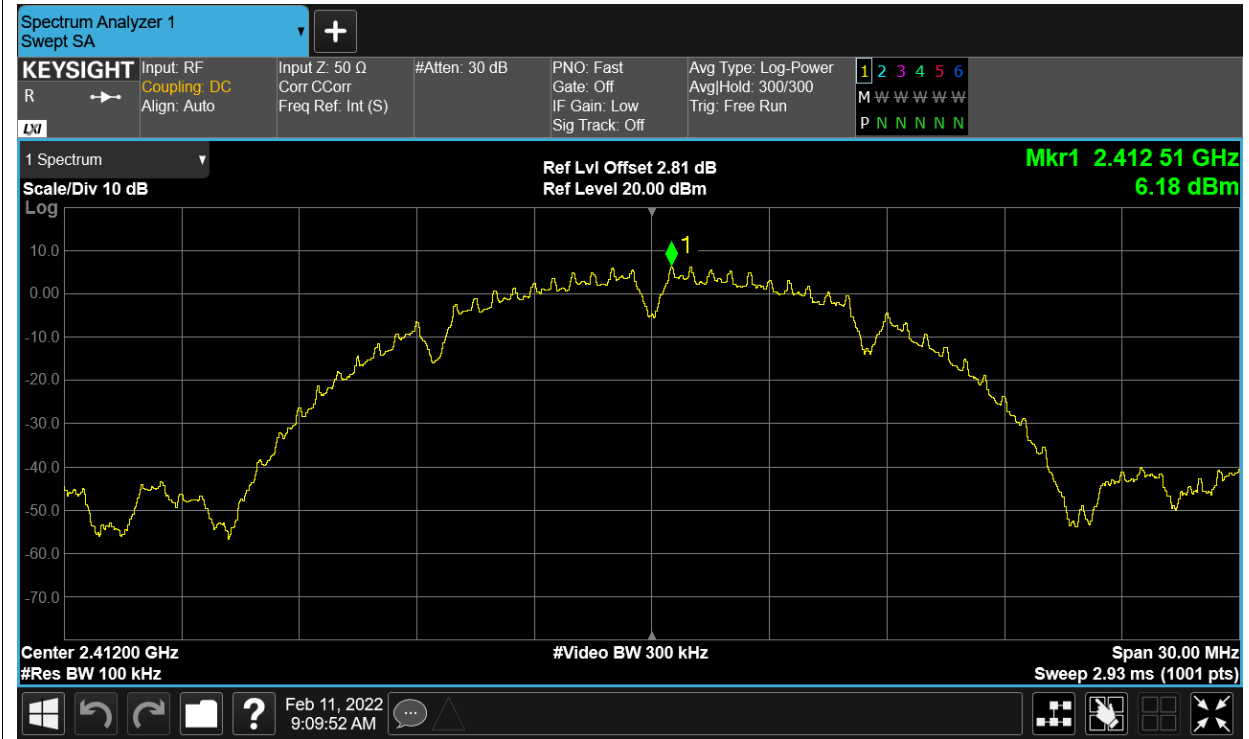 Spectrum Analyzer 1
Swept SA
+
KEYSIGHT
R
LXI
Input: RF
Coupling: DC
Align: Auto
Input Z: 50 Ω
Corr CCorr
Freq Ref: Int (S)
#Atten: 30 dB
PNO: Fast
Gate: Off
IF Gain: Low
Sig Track: Off
Avg Type: Log-Power
Avg|Hold: 300/300
Trig: Free Run
1 2 3 4 5 6
M W W W W W
P N N N N N
1 Spectrum
Scale/Div 10 dB
Ref Lvl Offset 2.81 dB
Ref Level 20.00 dBm
Mkr1 2.412 51 GHz
6.18 dBm
Log
1
10.0
0.00
-10.0
-20.0
-30.0
-40.0
-50.0
-60.0
-70.0
Center 2.41200 GHz
#Res BW 100 kHz
#Video BW 300 kHz
Span 30.00 MHz
Sweep 2.93 ms (1001 pts)
?
Feb 11, 2022
9:09:52 AM